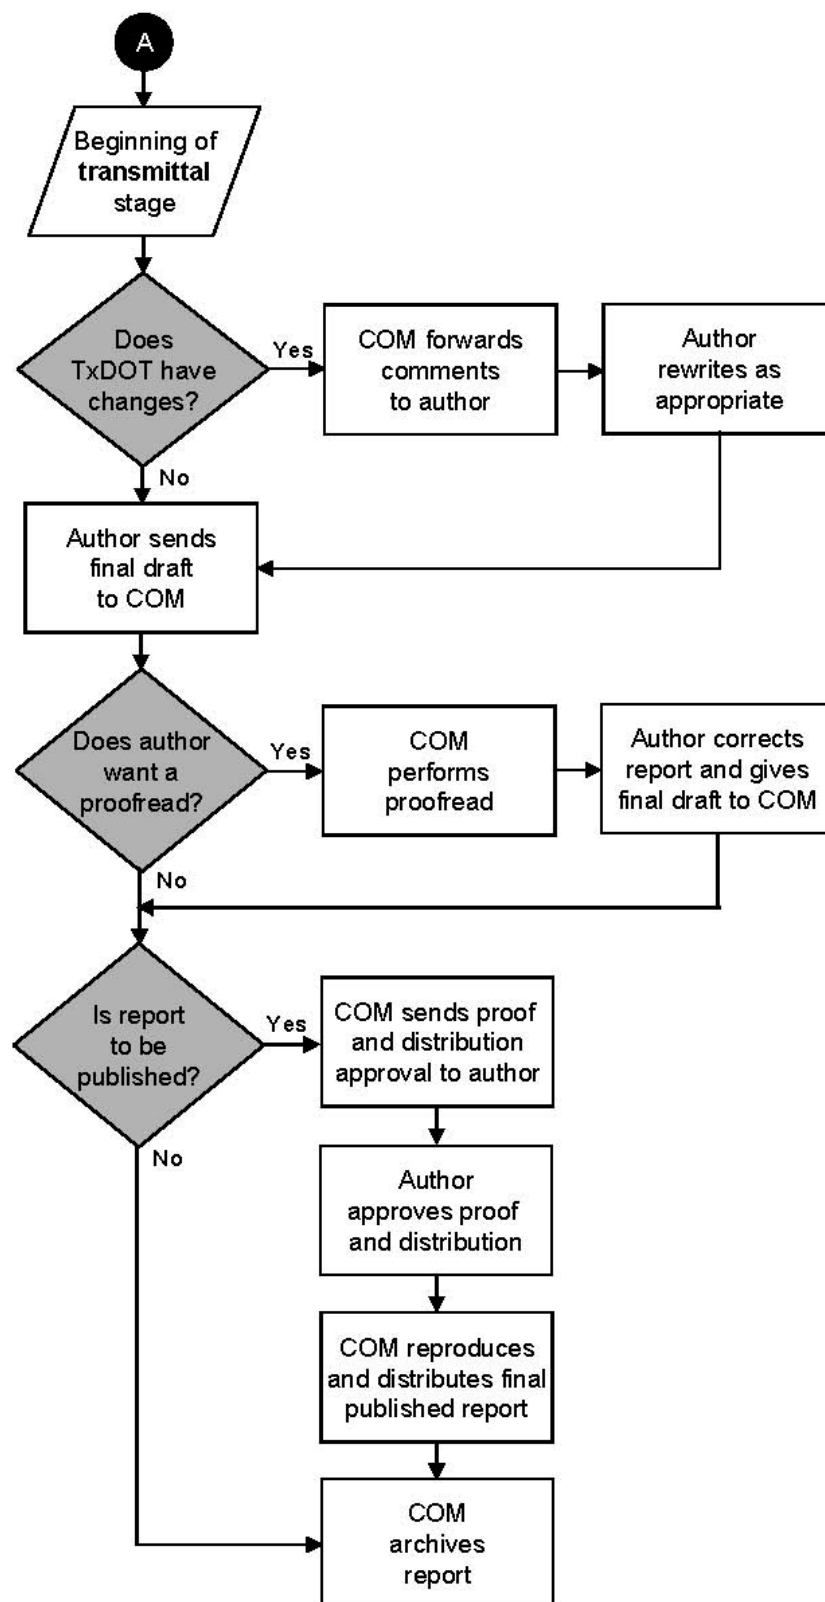 A
Beginning of
transmittal
stage
Does
TxDOT have
changes?
Yes
COM forwards
comments
to author
Author
rewrites as
appropriate
No
Author sends
final draft
to COM
Does author
want a
proofread?
Yes
COM
performs
proofread
Author corrects
report and gives
final draft to COM
No
Is report
to be
published?
Yes
COM sends proof
and distribution
approval to author
No
Author
approves proof
and distribution
COM reproduces
and distributes final
published report
COM
archives
report